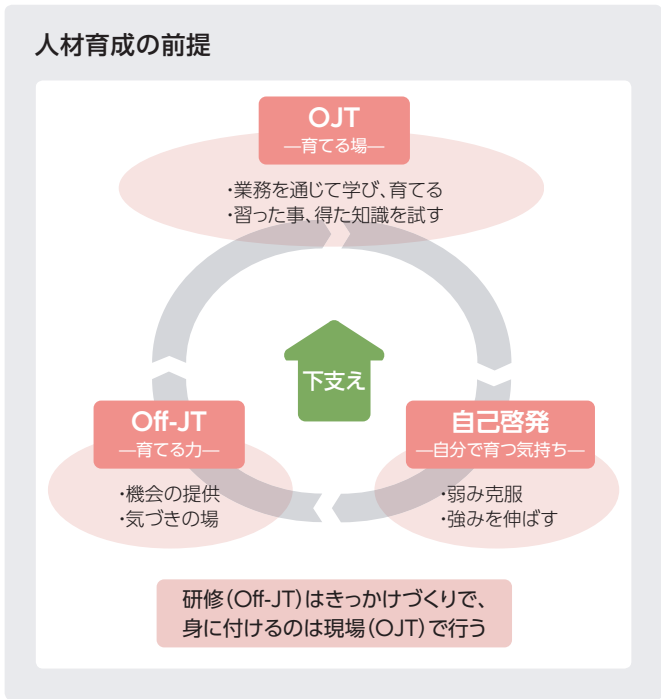 人材育成の前提
OJT
―育てる場―
・業務を通じて学び、育てる
・習った事、得た知識を試す
下支え
Off-JT
―育てる力―
・機会の提供
・気づきの場
自己啓発
―自分で育つ気持ち―
・弱み克服
・強みを伸ばす
研修（Off-JT）はきっかけづくりで、
身に付けるのは現場（OJT）で行う